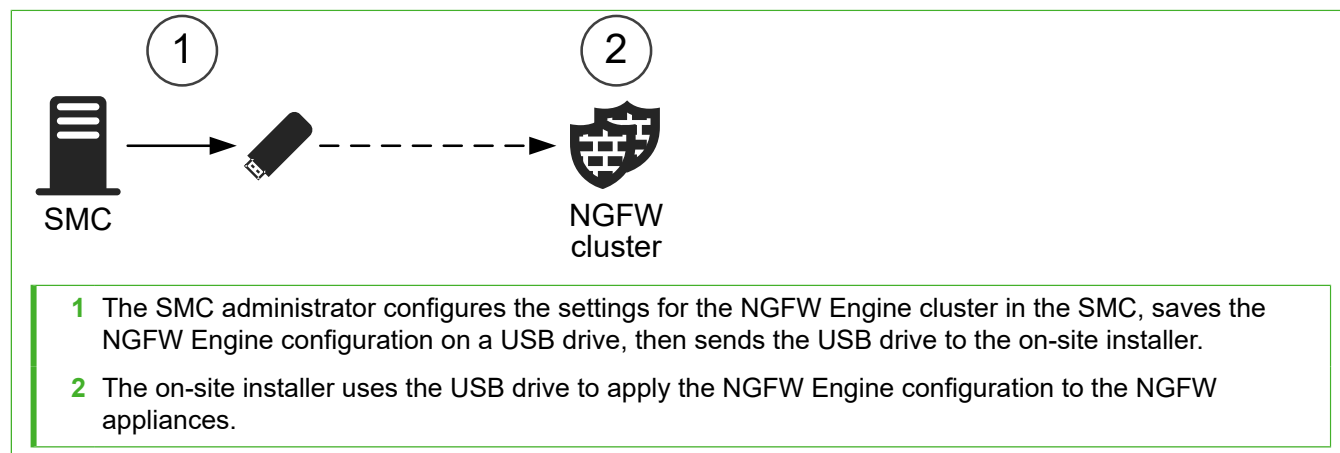 1
2
SMC
NGFW
cluster
1 The SMC administrator configures the settings for the NGFW Engine cluster in the SMC, saves the
NGFW Engine configuration on a USB drive, then sends the USB drive to the on-site installer.
2 The on-site installer uses the USB drive to apply the NGFW Engine configuration to the NGFW
appliances.